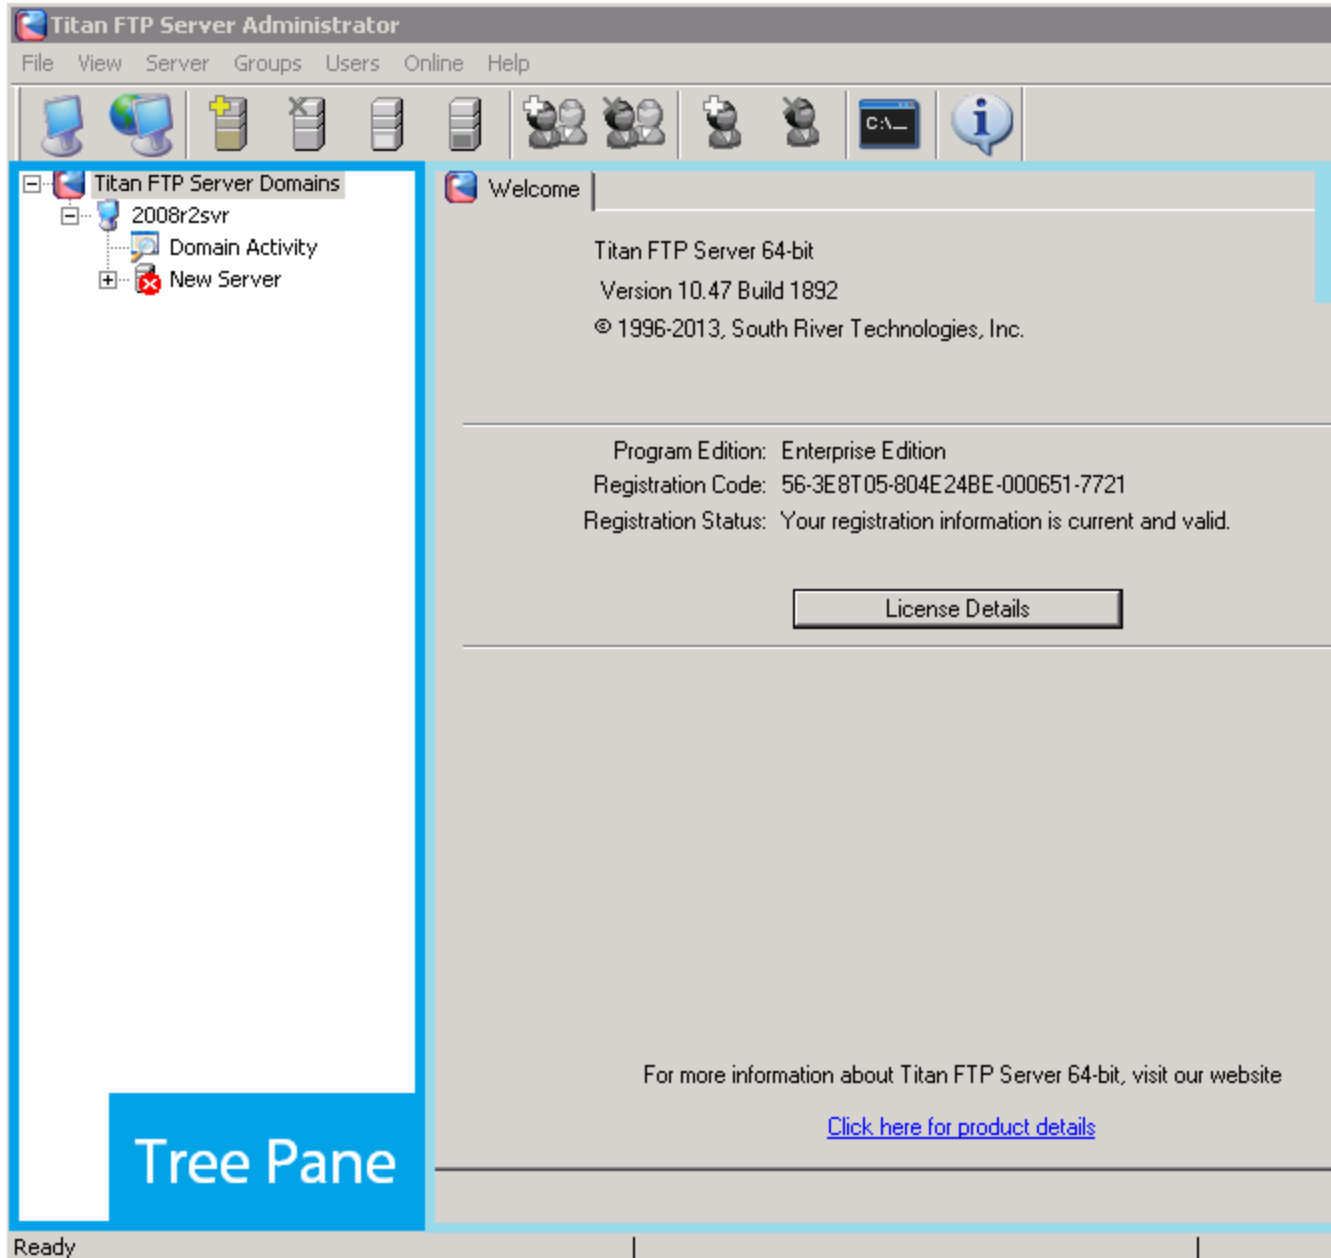 Titan FTP Server Administrator
File View Server Groups Users Online Help
C:\_
Titan FTP Server Domains
2008r2svr
Domain Activity
New Server
Welcome
Titan FTP Server 64-bit
Version 10.47 Build 1892
© 1996-2013, South River Technologies, Inc.
Program Edition: Enterprise Edition
Registration Code: 56-3E8T05-804E24BE-000651-7721
Registration Status: Your registration information is current and valid.
License Details
For more information about Titan FTP Server 64-bit, visit our website
Click here for product details
Tree Pane
Ready